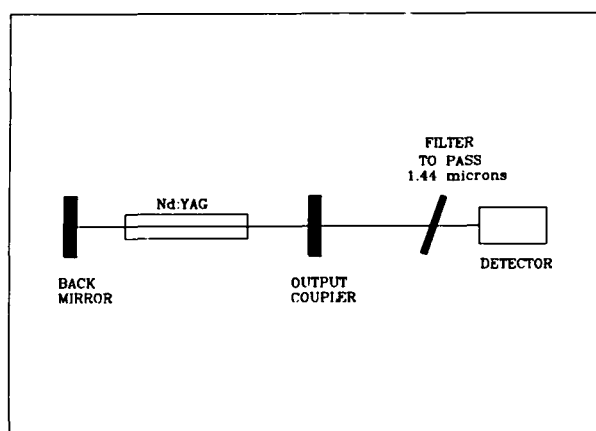 FILTER
TO PASS
1.44 microns
Nd:YAG
BACK
MIRROR
OUTPUT
COUPLER
DETECTOR